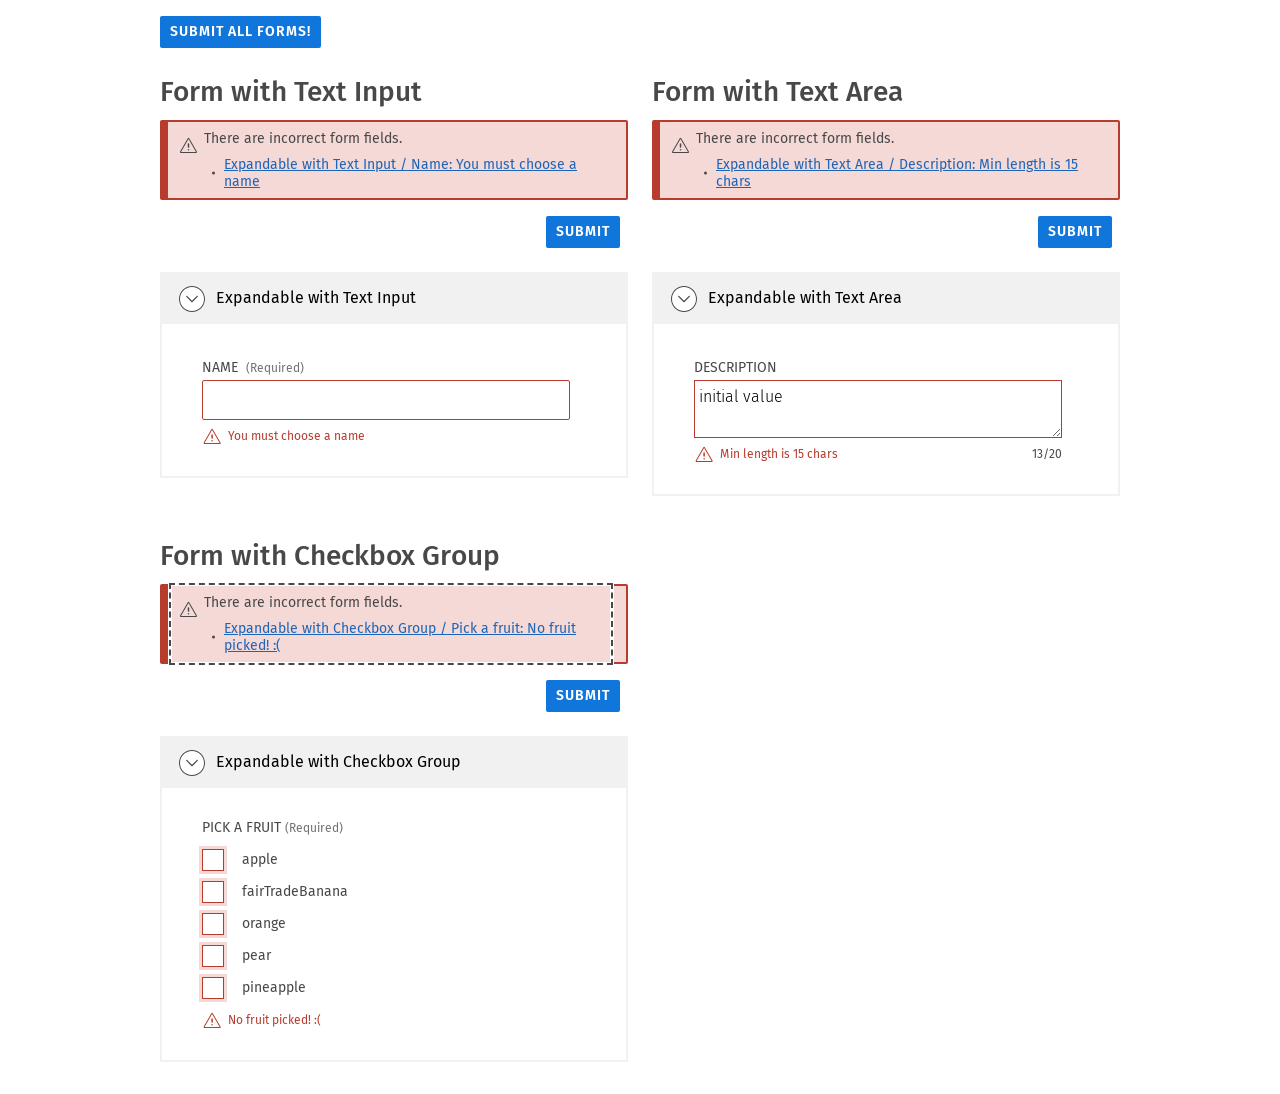 SUBMIT ALL FORMS!
Form with Text Input
There are incorrect form fields.
• Expandable with Text Input / Name: You must choose a
name
SUBMIT
Expandable with Text Input
NAME (Required)
You must choose a name
Form with Text Area
There are incorrect form fields.
• Expandable with Text Area / Description: Min length is 15
chars
SUBMIT
Expandable with Text Area
DESCRIPTION
initial value
Min length is 15 chars 13/20
Form with Checkbox Group
There are incorrect form fields.
• Expandable with Checkbox Group / Pick a fruit: No fruit
picked! :(
SUBMIT
Expandable with Checkbox Group
PICK A FRUIT (Required)
apple
fairTradeBanana
orange
pear
pineapple
No fruit picked! :(